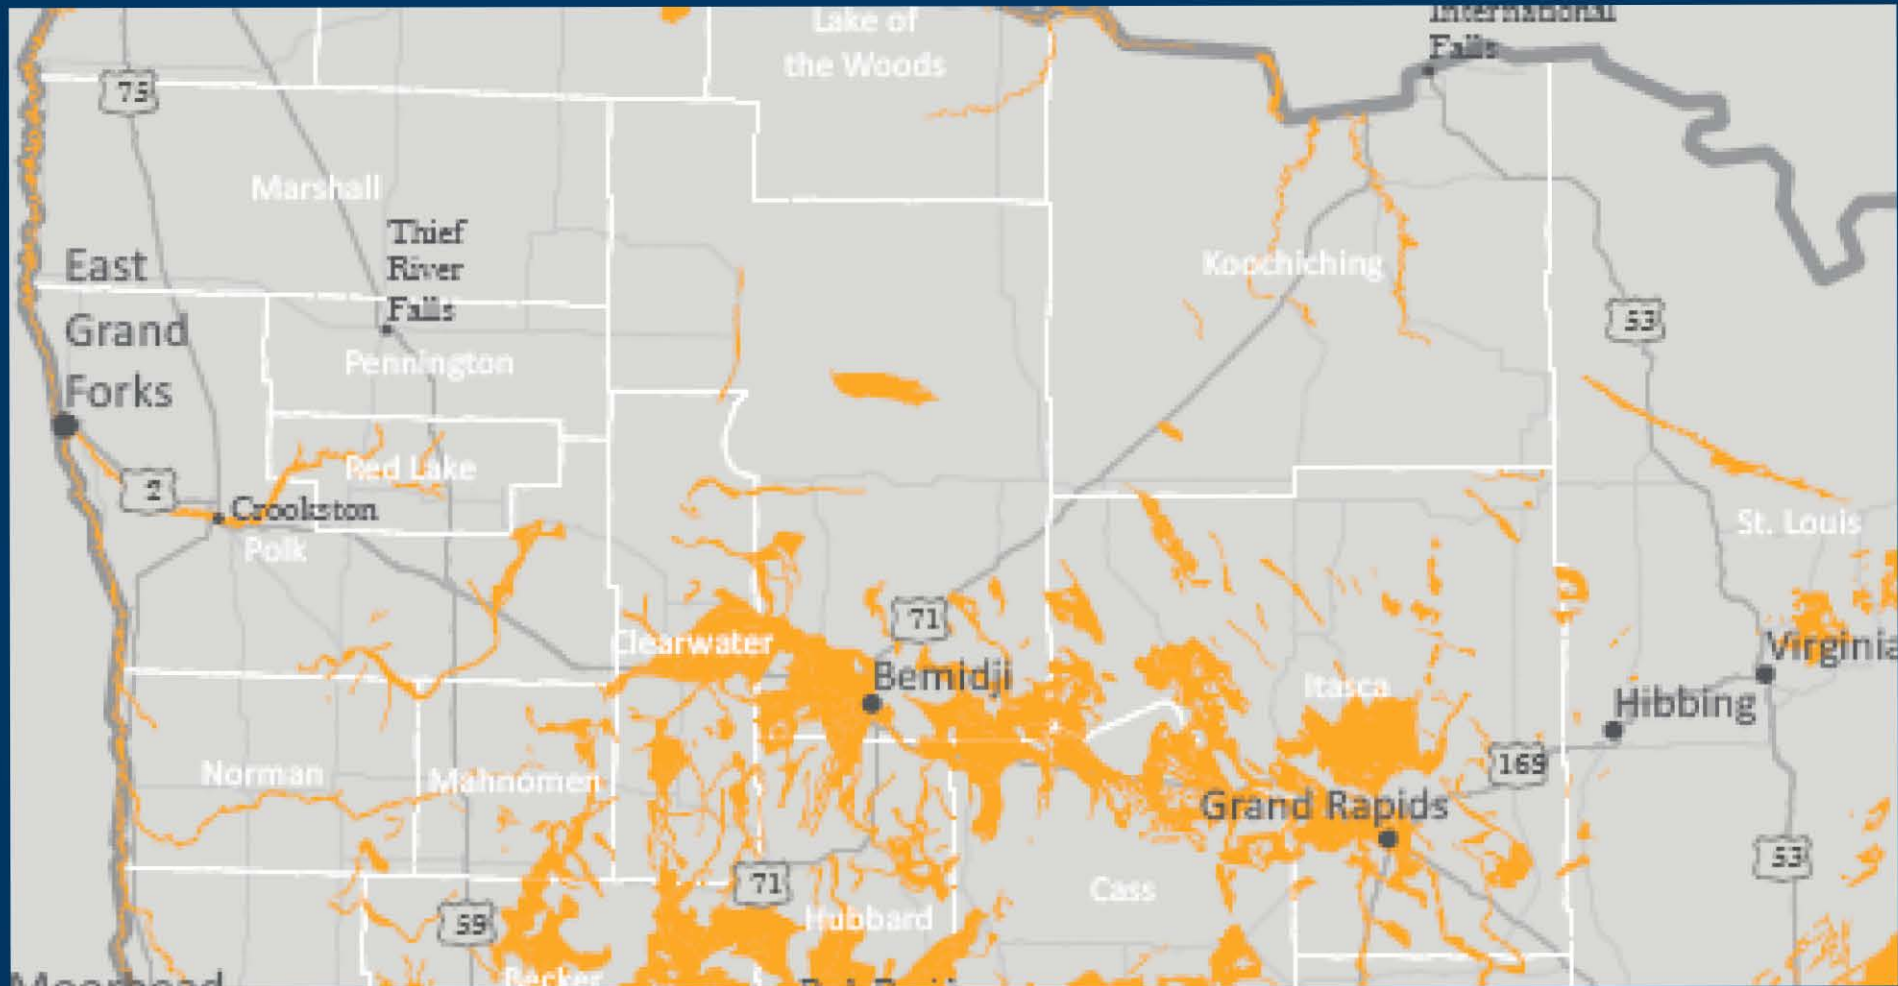 International
Falls
Lake of
the Woods
75
Marshall
Thief
River
Falls
East
Grand
Forks
Koochiching
53
Pennington
Red Lake
2
Crookston
Polk
St. Louis
71
Clearwater
Bemidji
Itasca
Virginia
Hibbing
169
Norman
Mahnomen
Grand Rapids
53
71
Cass
59
Hubbard
Becker
Moorhead